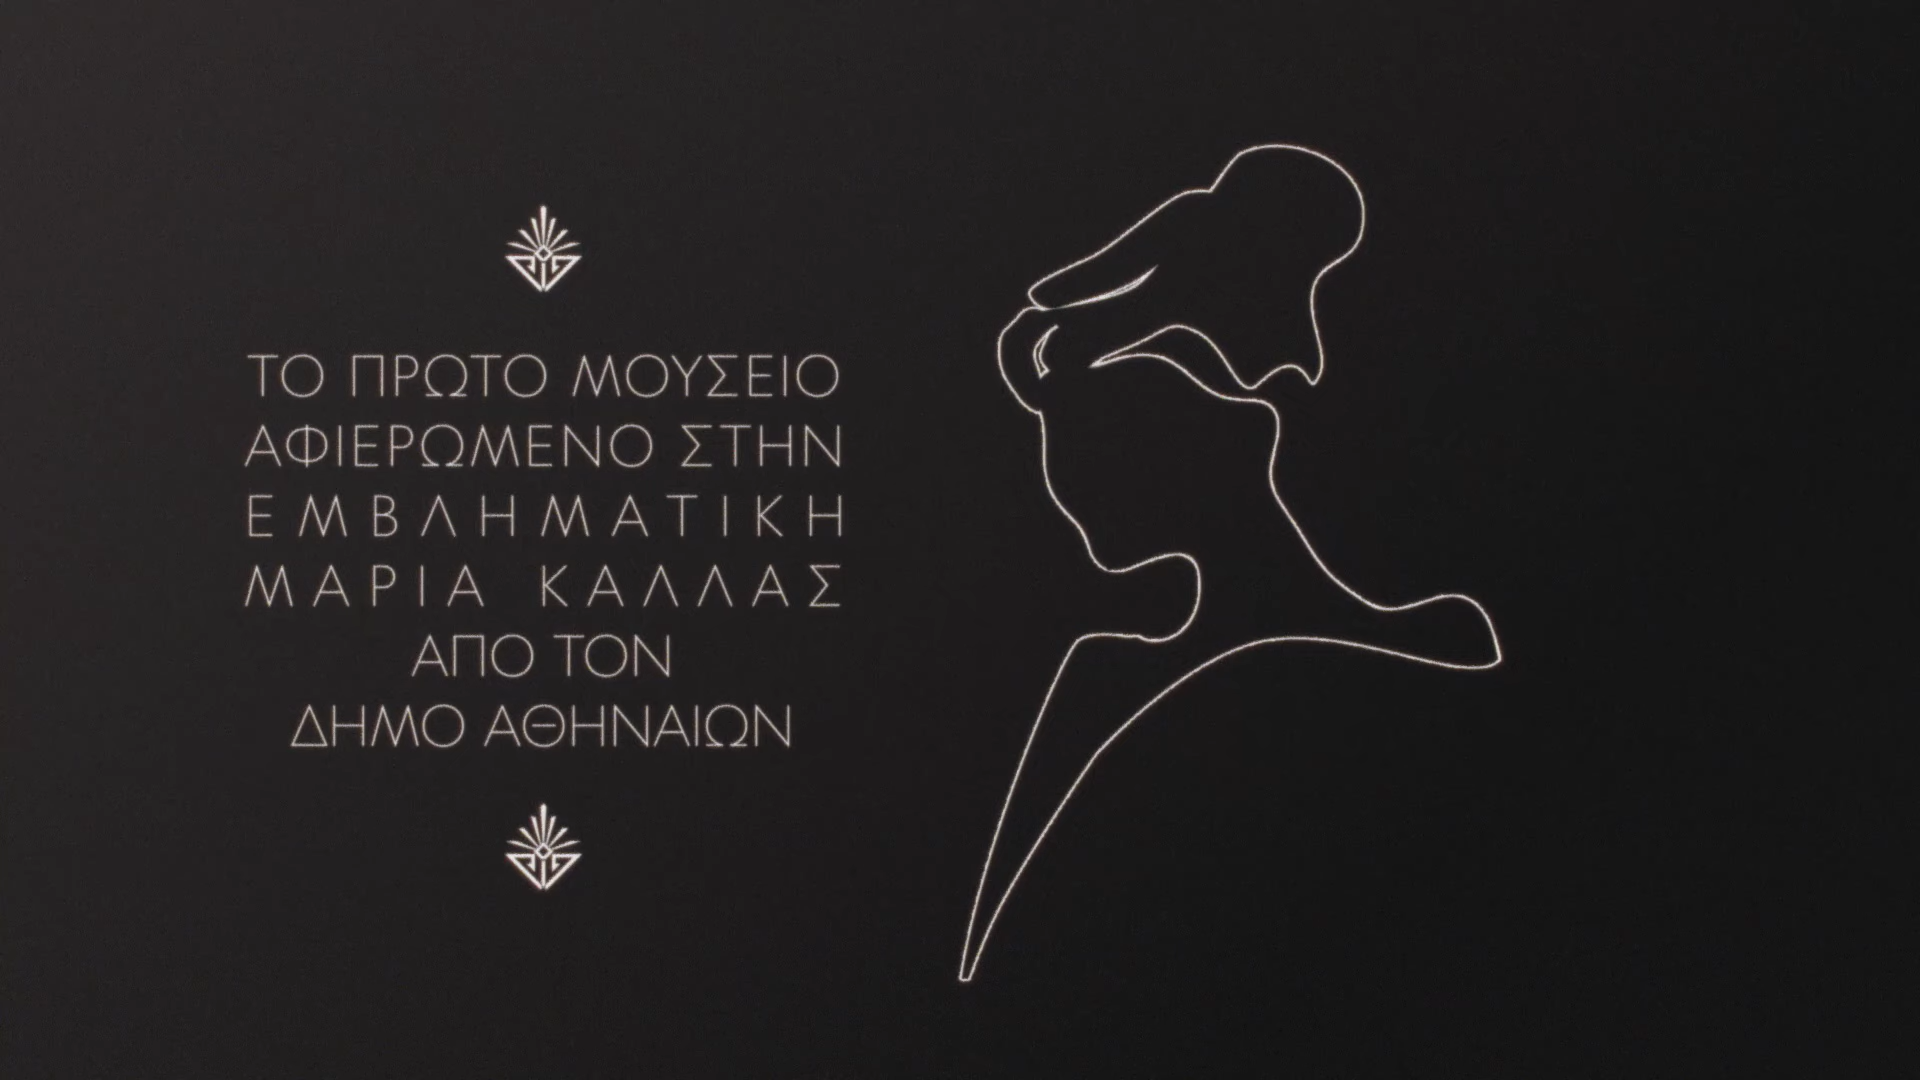 ΤΟ ΠΡΩΤΟ ΜΟΥΣΕΙΟ
ΑΦΙΕΡΩΜΕΝΟ ΣΤΗΝ
ΕΜΒΛΗΜΑΤΙΚΗ
ΜΑΡΙΑ ΚΑΛΛΑΣ
ΑΠΟ ΤΟΝ
ΔΗΜΟ ΑΘΗΝΑΙΩΝ